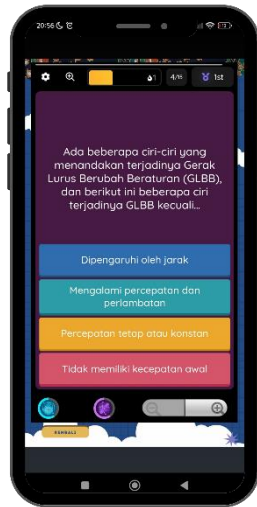 20:56
4/15
1st
Ada beberapa ciri-ciri yang
menandakan terjadinya Gerak
Lurus Berubah Beraturan (GLBB),
dan berikut ini beberapa ciri
terjadinya GLBB kecuali...
Dipengaruhi oleh jarak
Mengalami percepatan dan
perlambatan
Percepatan tetap atau konstan
Tidak memiliki kecepatan awal
KEMBALI